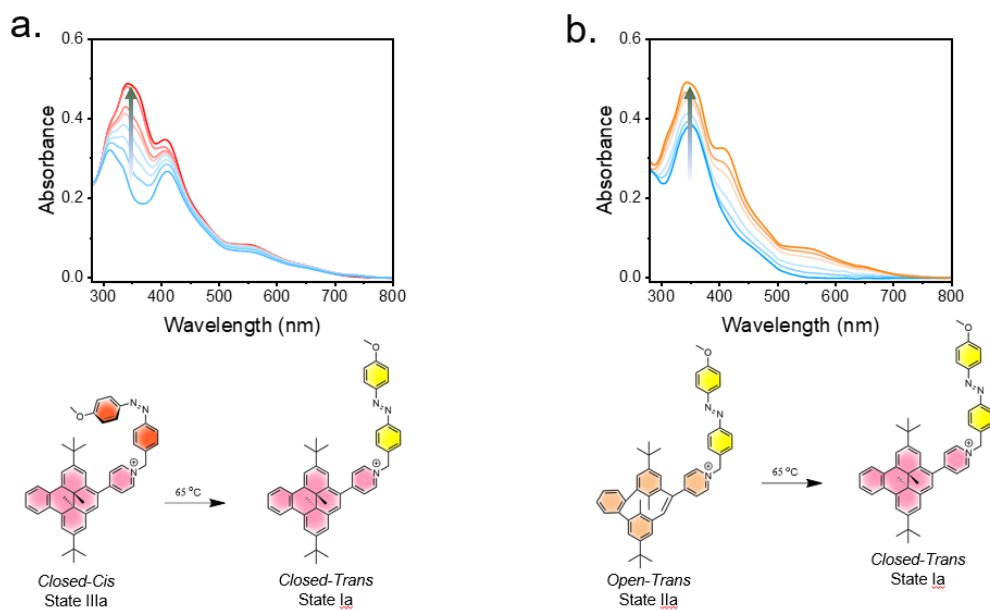 a.
b.
0.6
0.4
0.2
0.0
Absorbance
300 400 500 600 700 800
Wavelength (nm)
0.6
0.4
0.2
0.0
Absorbance
300 400 500 600 700 800
Wavelength (nm)
O
N=N
N
+
65 °C
O
N=N
N
+
Closed-Cis
State IIIa
Closed-Trans
State Ia
O
N=N
N
+
65 °C
O
N=N
N
+
Open-Trans
State IIa
Closed-Trans
State Ia